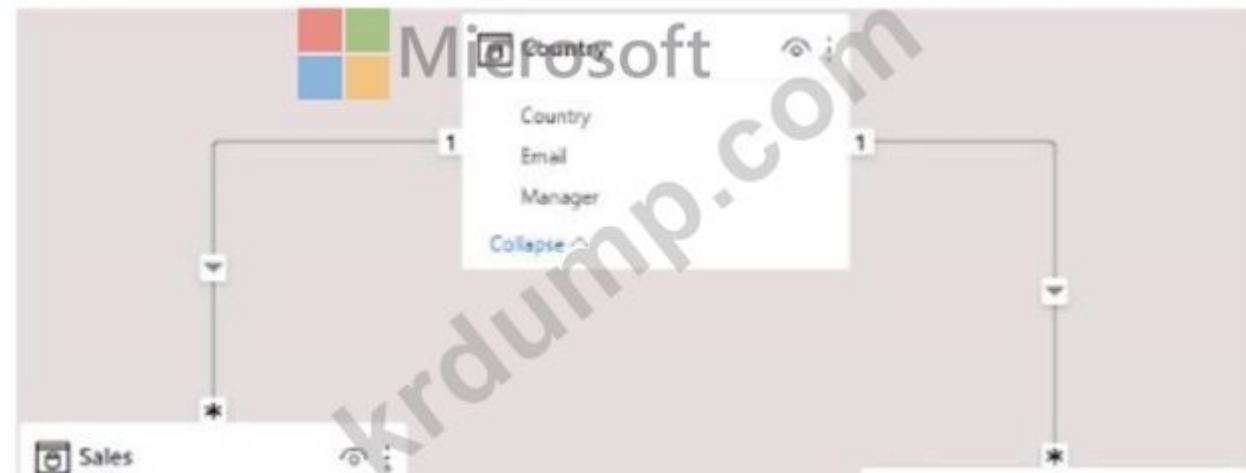 Microsoft
Country
Country
Email
Manager
Collapse
1
1
*
*
Sales
krdump.com